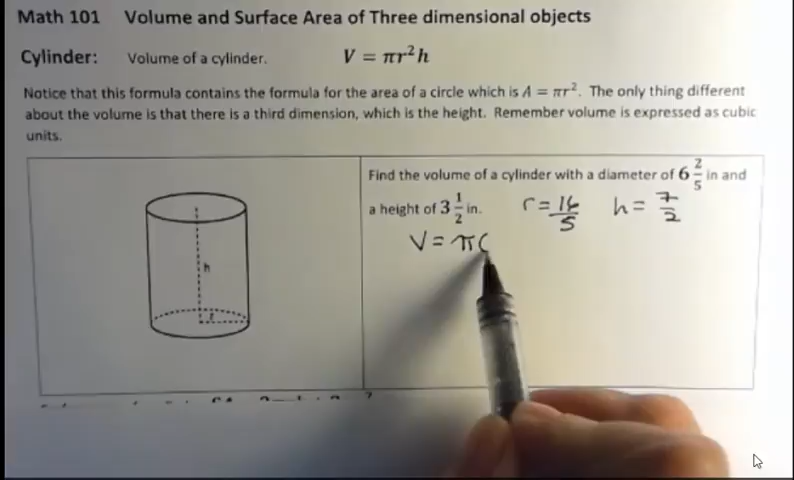 Math 101 Volume and Surface Area of Three dimensional objects
Cylinder: Volume of a cylinder. V = πr²h
Notice that this formula contains the formula for the area of a circle which is A = πr². The only thing different
about the volume is that there is a third dimension, which is the height. Remember volume is expressed as cubic
units.
Find the volume of a cylinder with a diameter of 6 2/5 in and
a height of 3 1/2 in. r = 16/5 h = 7/2
V = π(
h
r